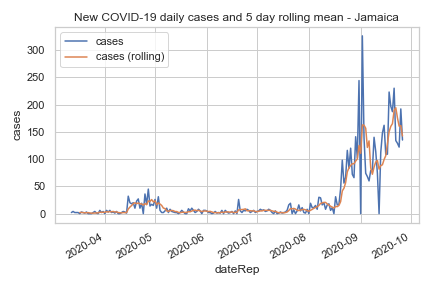 New COVID-19 daily cases and 5 day rolling mean - Jamaica
cases
cases (rolling)
300
250
200
150
100
50
0
cases
2020-04
2020-05
2020-06
2020-07
2020-08
2020-09
2020-10
dateRep